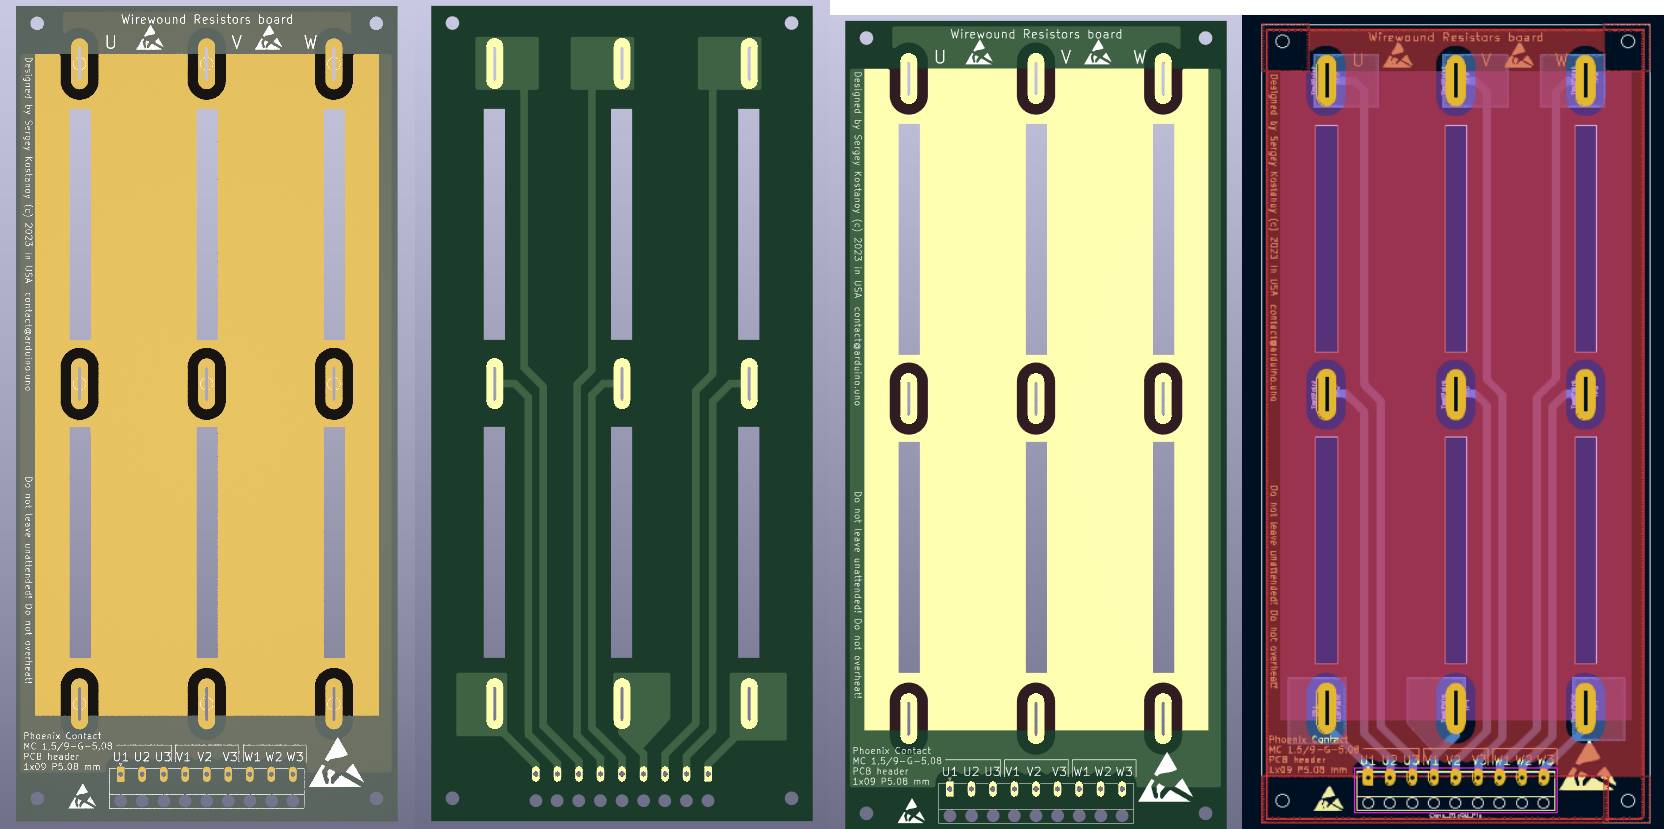 Wirewound Resistors board
U V W
Designed by Sergey Kostanoy (c) 2023 in USA contact@arduino.uno
Do not leave unattended! Do not overheat!
Phoenix Contact
MC 1,5/9-G-5,08
PCB header
1x09 P5.08 mm
U1 U2 U3 V1 V2 V3 W1 W2 W3
Wirewound Resistors board
U V W
Designed by Sergey Kostanoy (c) 2023 in USA contact@arduino.uno
Do not leave unattended! Do not overheat!
Phoenix Contact
MC 1,5/9-G-5,08
PCB header
1x09 P5.08 mm
U1 U2 U3 V1 V2 V3 W1 W2 W3
Wirewound Resistors board
U V W
Designed by Sergey Kostanoy (c) 2023 in USA contact@arduino.uno
Do not leave unattended! Do not overheat!
Phoenix Contact
MC 1,5/9-G-5,08
PCB header
1x09 P5.08 mm
U1 U2 U3 V1 V2 V3 W1 W2 W3